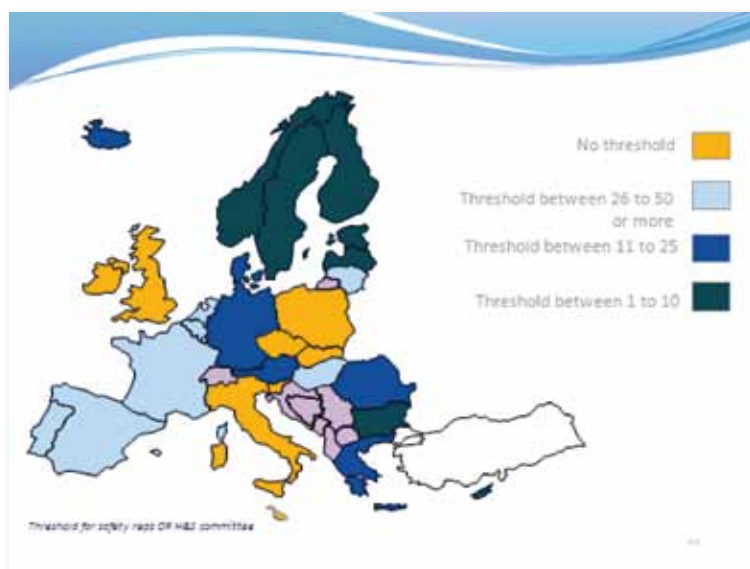 No threshold
Threshold between 26 to 50
or more
Threshold between 11 to 25
Threshold between 1 to 10
Threshold for safety reps OR H&S committee